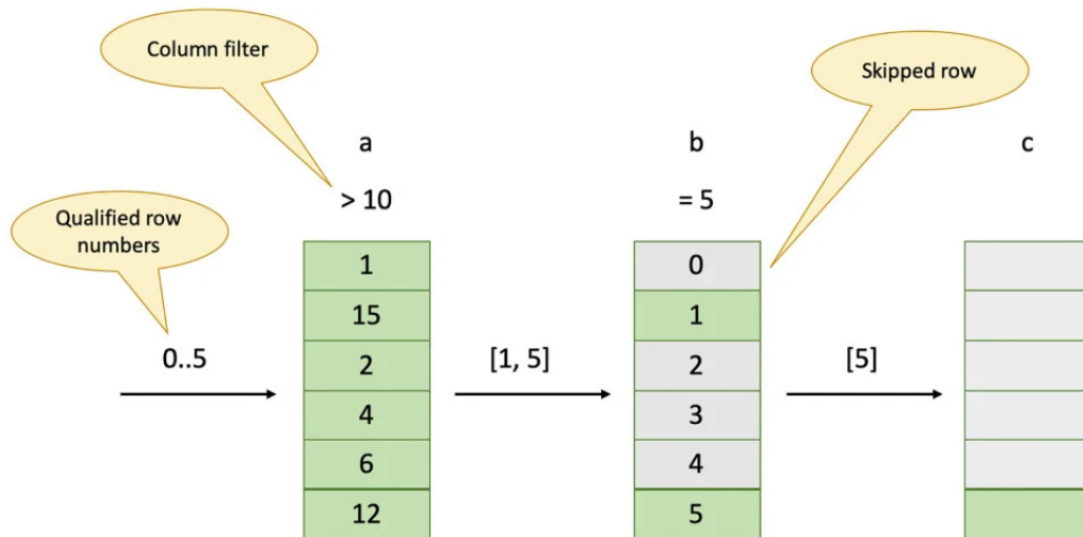 Column filter
Skipped row
a
b
c
> 10
= 5
Qualified row
numbers
0..5
[1, 5]
[5]
1
15
2
4
6
12
0
1
2
3
4
5